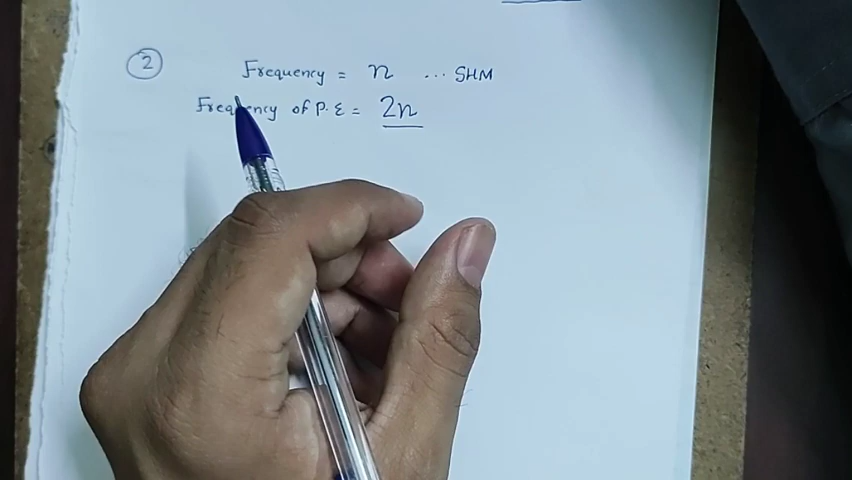 2
Frequency = n ... SHM
Frequency of P.E = 2n